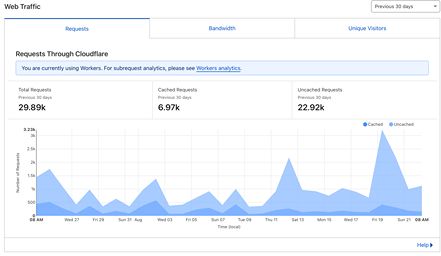 Web Traffic
Previous 30 days
Requests
Bandwidth
Unique Visitors
Requests Through Cloudflare
You are currently using Workers. For subrequest analytics, please see Workers analytics.
Total Requests
Previous 30 days
29.89k
Cached Requests
Previous 30 days
6.97k
Uncached Requests
Previous 30 days
22.92k
Cached Uncached
Number of Requests
3.23k
3k
2.5k
2k
1.5k
1k
500
0
08 AM Wed 27 Fri 29 Sun 31 Aug Wed 03 Fri 05 Sun 07 Tue 09 Thu 11 Sat 13 Mon 15 Wed 17 Fri 19 Sun 21 08 AM
Time (local)
Help